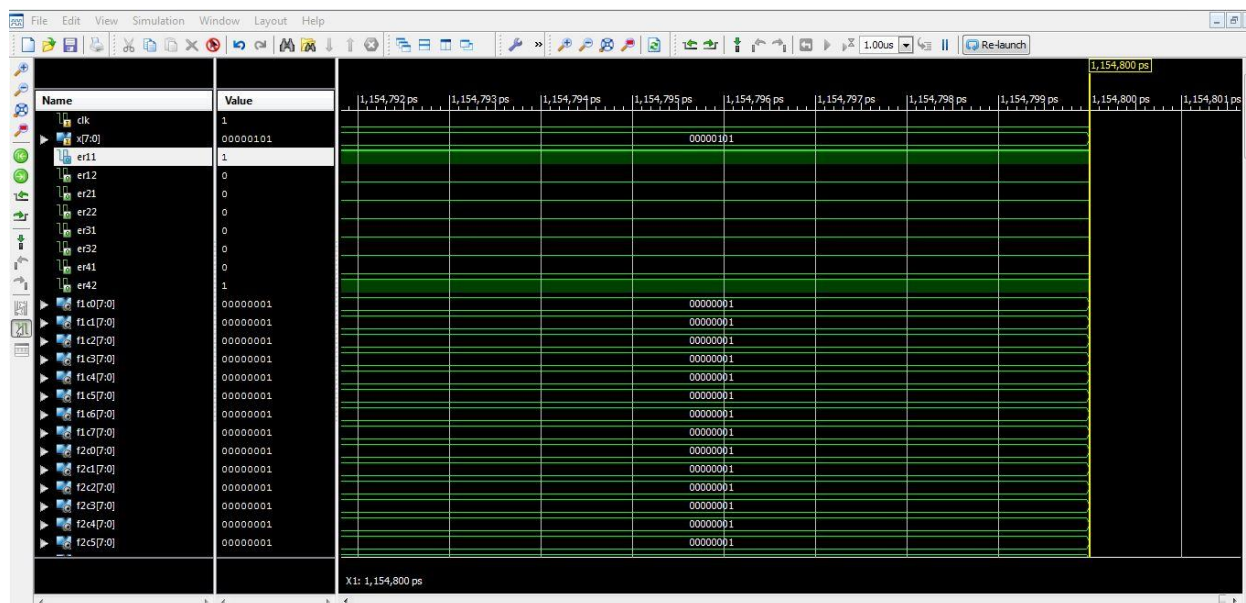 File Edit View Simulation Window Layout Help
» 1.00us Re-launch
1,154,800 ps
Name Value 1,154,792 ps 1,154,793 ps 1,154,794 ps 1,154,795 ps 1,154,796 ps 1,154,797 ps 1,154,798 ps 1,154,799 ps 1,154,800 ps 1,154,801 ps
clk 1
x[7:0] 00000101 00000101
er11 1
er12 0
er21 0
er22 0
er31 0
er32 0
er41 0
er42 1
f1c0[7:0] 00000001 00000001
f1c1[7:0] 00000001 00000001
f1c2[7:0] 00000001 00000001
f1c3[7:0] 00000001 00000001
f1c4[7:0] 00000001 00000001
f1c5[7:0] 00000001 00000001
f1c6[7:0] 00000001 00000001
f1c7[7:0] 00000001 00000001
f2c0[7:0] 00000001 00000001
f2c1[7:0] 00000001 00000001
f2c2[7:0] 00000001 00000001
f2c3[7:0] 00000001 00000001
f2c4[7:0] 00000001 00000001
f2c5[7:0] 00000001 00000001
X1: 1,154,800 ps